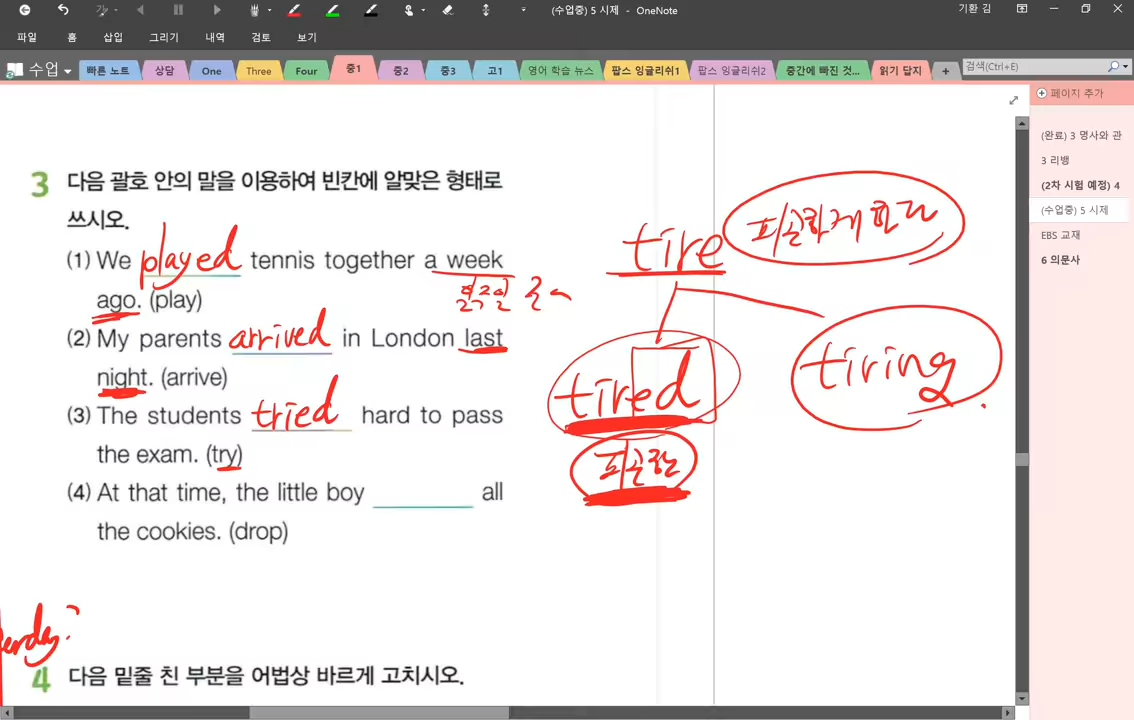 (수업중) 5 시제 - OneNote
기환 김
파일 홈 삽입 그리기 내역 검토 보기
수업 빠른 노트 상담 One Three Four 중1 중2 중3 고1 영어 학습 뉴스 팝스 잉글리쉬1 팝스 잉글리쉬2 중간에 빠진 것... 읽기 답지 + 검색(Ctrl+E)
페이지 추가
(완료) 3 명사와 관
3 리뱅
(2차 시험 예정) 4
(수업중) 5 시제
EBS 교재
6 의문사
3 다음 괄호 안의 말을 이용하여 빈칸에 알맞은 형태로
쓰시오.
(1) We played tennis together a week
ago. (play)
일주일
(2) My parents arrived in London last
night. (arrive)
(3) The students tried hard to pass
the exam. (try)
(4) At that time, the little boy all
the cookies. (drop)
tire 피곤하게 한다
tired tiring
피곤한
4 다음 밑줄 친 부분을 어법상 바르게 고치시오.